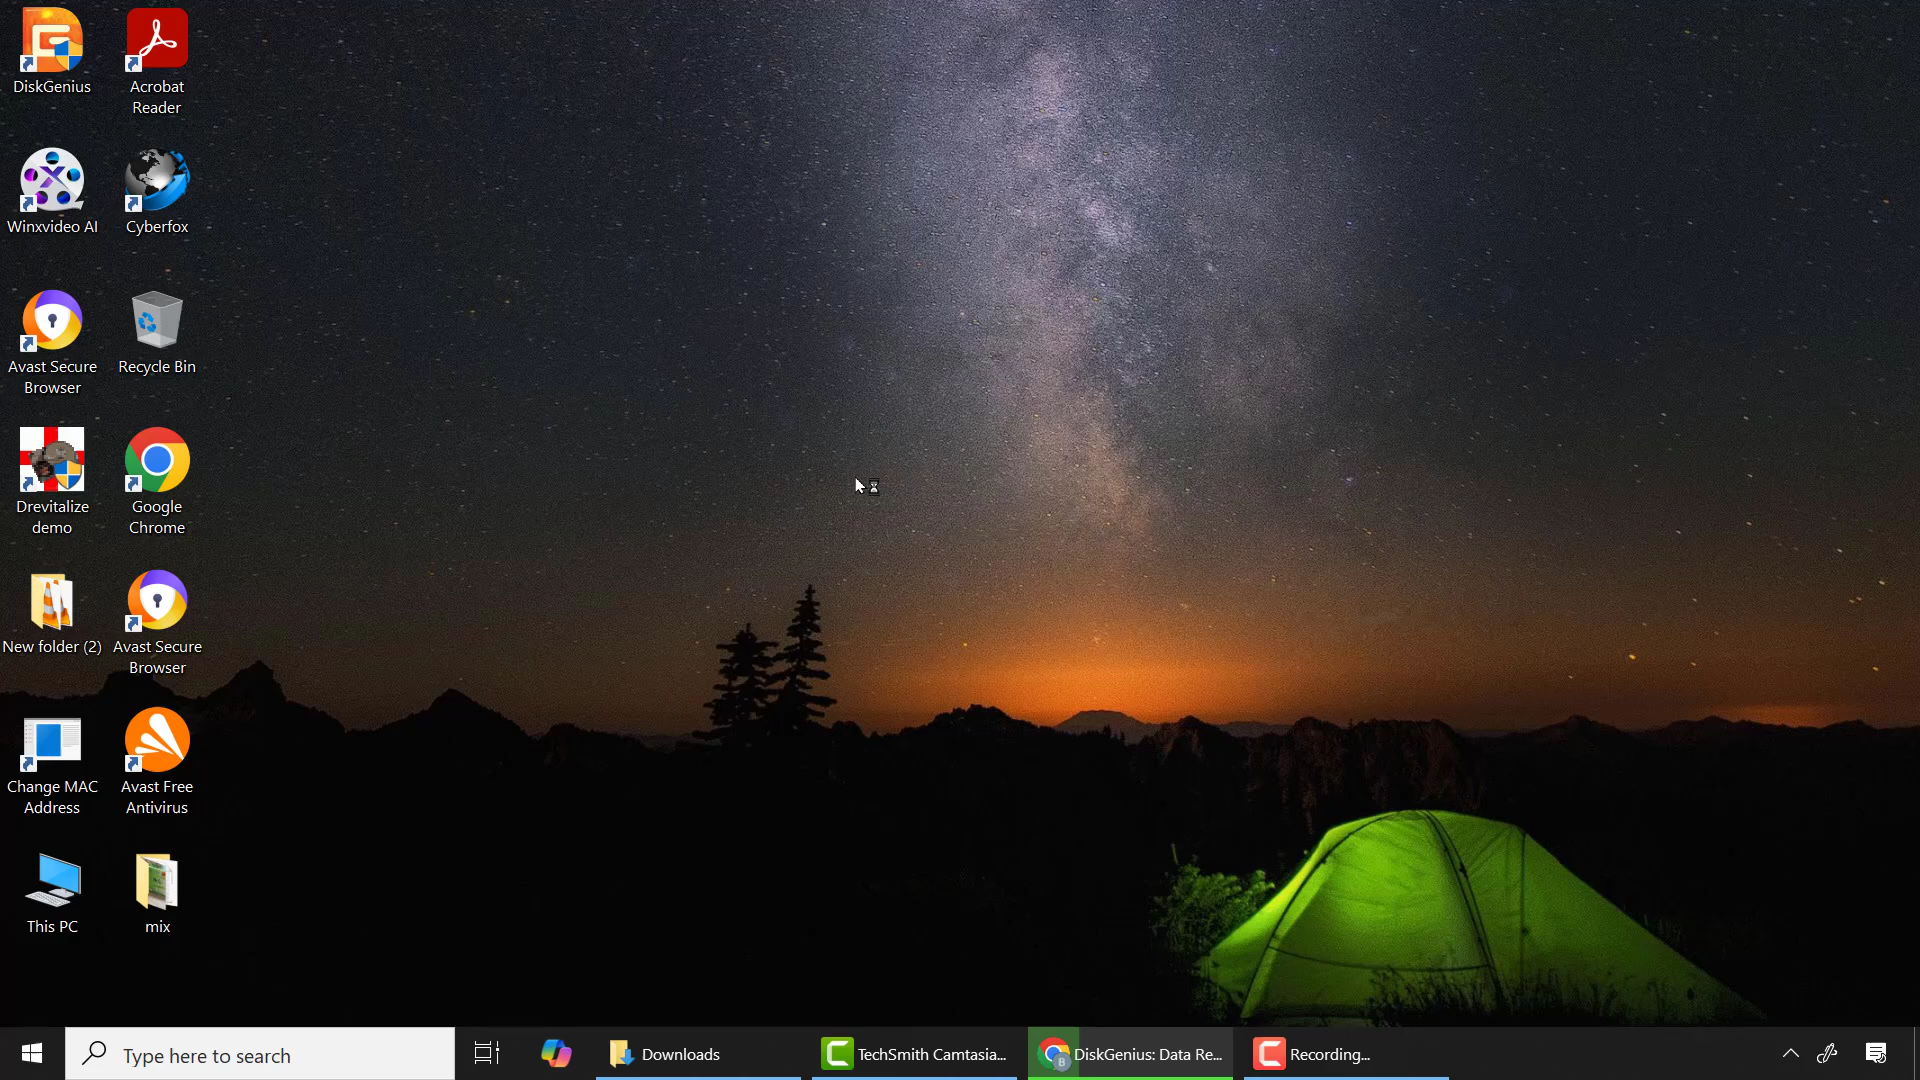 DiskGenius
Acrobat
Reader
Winxvideo AI
Cyberfox
Avast Secure
Browser
Recycle Bin
Drevitalize
demo
Google
Chrome
New folder (2)
Avast Secure
Browser
Change MAC
Address
Avast Free
Antivirus
This PC
mix
Type here to search
Downloads
TechSmith Camtasia...
B
DiskGenius: Data Re...
Recording...